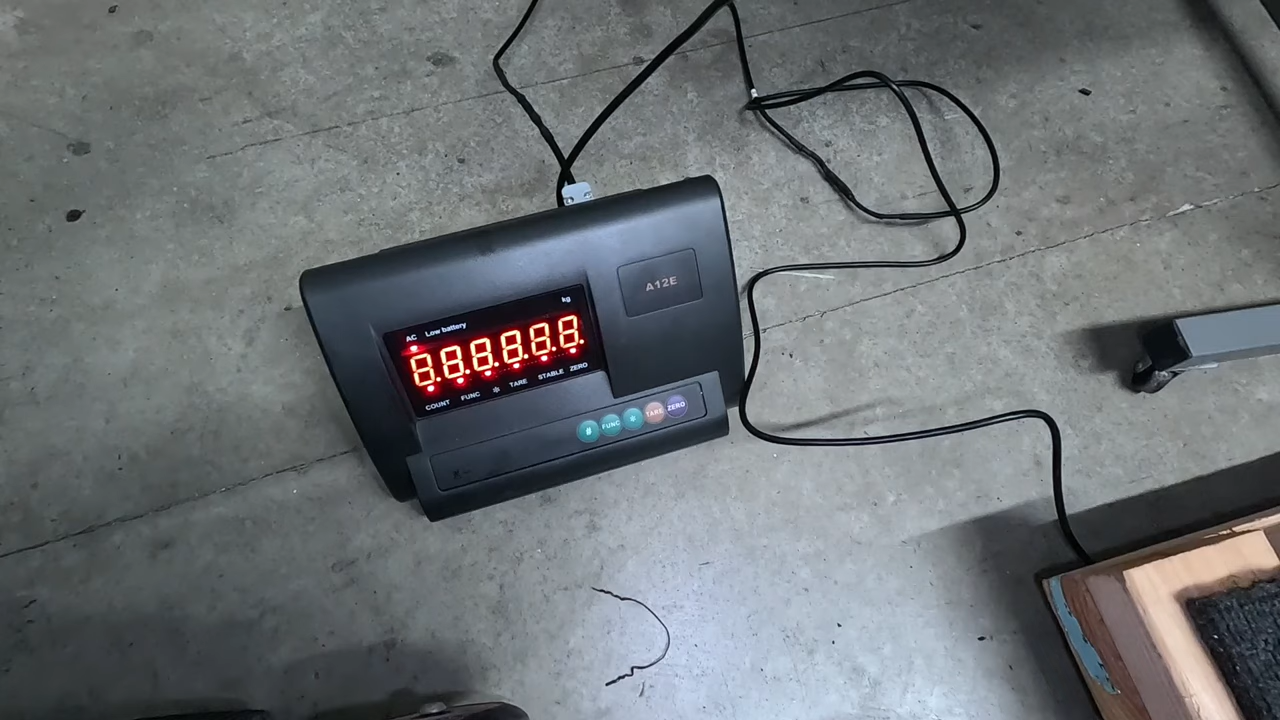 A12E
kg
AC Low battery
8.8.8.8.8.8.
COUNT FUNC * TARE STABLE ZERO
# FUNC * TARE ZERO